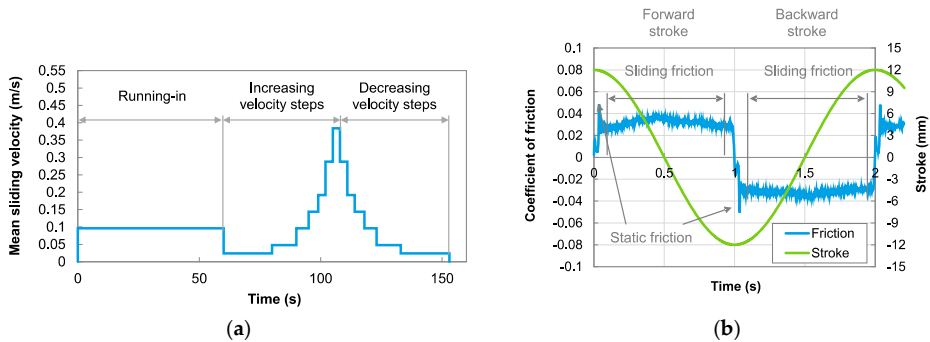 Mean sliding velocity (m/s)
0.55
0.5
0.45
0.4
0.35
0.3
0.25
0.2
0.15
0.1
0.05
0
Running-in
Increasing
velocity steps
Decreasing
velocity steps
0 50 100 150
Time (s)
(a)
Forward
stroke
Backward
stroke
Coefficient of friction
0.1
0.08
0.06
0.04
0.02
0
-0.02
-0.04
-0.06
-0.08
-0.1
Sliding friction
Sliding friction
0 0.5 1 1.5 2
Static friction
Friction
Stroke
15
12
9
6
3
0
-3
-6
-9
-12
-15
Stroke (mm)
Time (s)
(b)